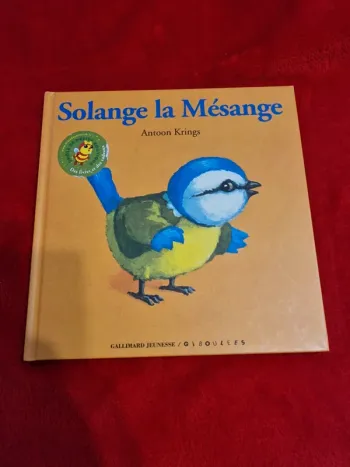 Solange la Mésange
Antoon Krings
GALLIMARD JEUNESSE / GIBOULÉES